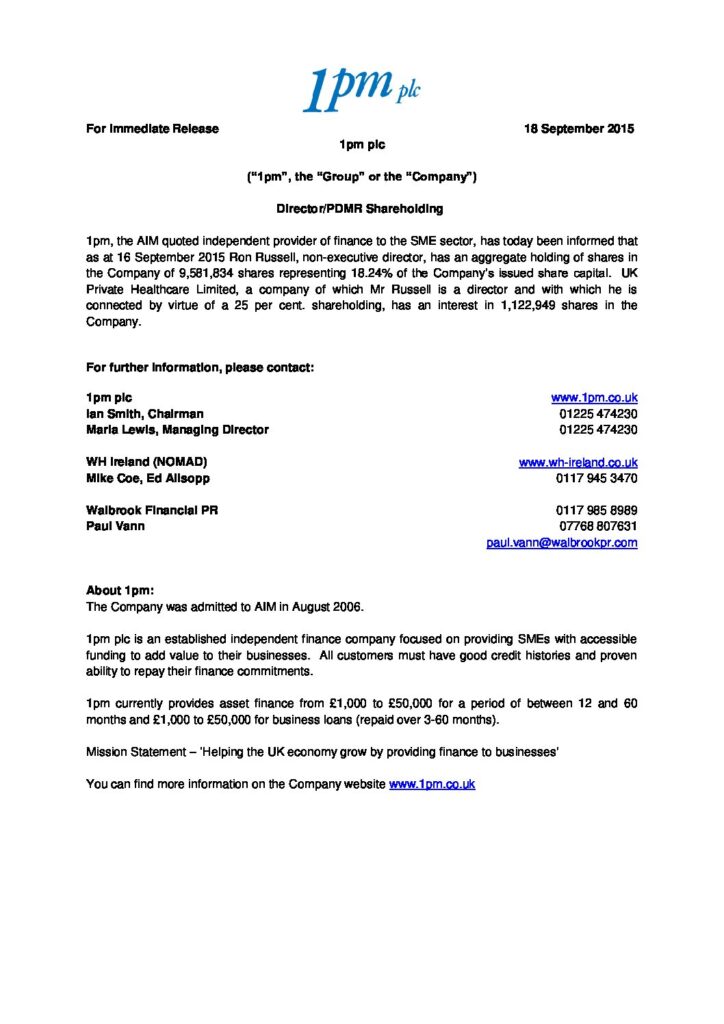 1pm plc
For Immediate Release 18 September 2015
1pm plc
(“1pm”, the “Group” or the “Company”)
Director/PDMR Shareholding
1pm, the AIM quoted independent provider of finance to the SME sector, has today been informed that
as at 16 September 2015 Ron Russell, non-executive director, has an aggregate holding of shares in
the Company of 9,581,834 shares representing 18.24% of the Company’s issued share capital. UK
Private Healthcare Limited, a company of which Mr Russell is a director and with which he is
connected by virtue of a 25 per cent. shareholding, has an interest in 1,122,949 shares in the
Company.
For further information, please contact:
1pm plc www.1pm.co.uk
Ian Smith, Chairman 01225 474230
Maria Lewis, Managing Director 01225 474230
WH Ireland (NOMAD) www.wh-ireland.co.uk
Mike Coe, Ed Allsopp 0117 945 3470
Walbrook Financial PR 0117 985 8989
Paul Vann 07768 807631
paul.vann@walbrookpr.com
About 1pm:
The Company was admitted to AIM in August 2006.
1pm plc is an established independent finance company focused on providing SMEs with accessible
funding to add value to their businesses. All customers must have good credit histories and proven
ability to repay their finance commitments.
1pm currently provides asset finance from £1,000 to £50,000 for a period of between 12 and 60
months and £1,000 to £50,000 for business loans (repaid over 3-60 months).
Mission Statement – 'Helping the UK economy grow by providing finance to businesses'
You can find more information on the Company website www.1pm.co.uk